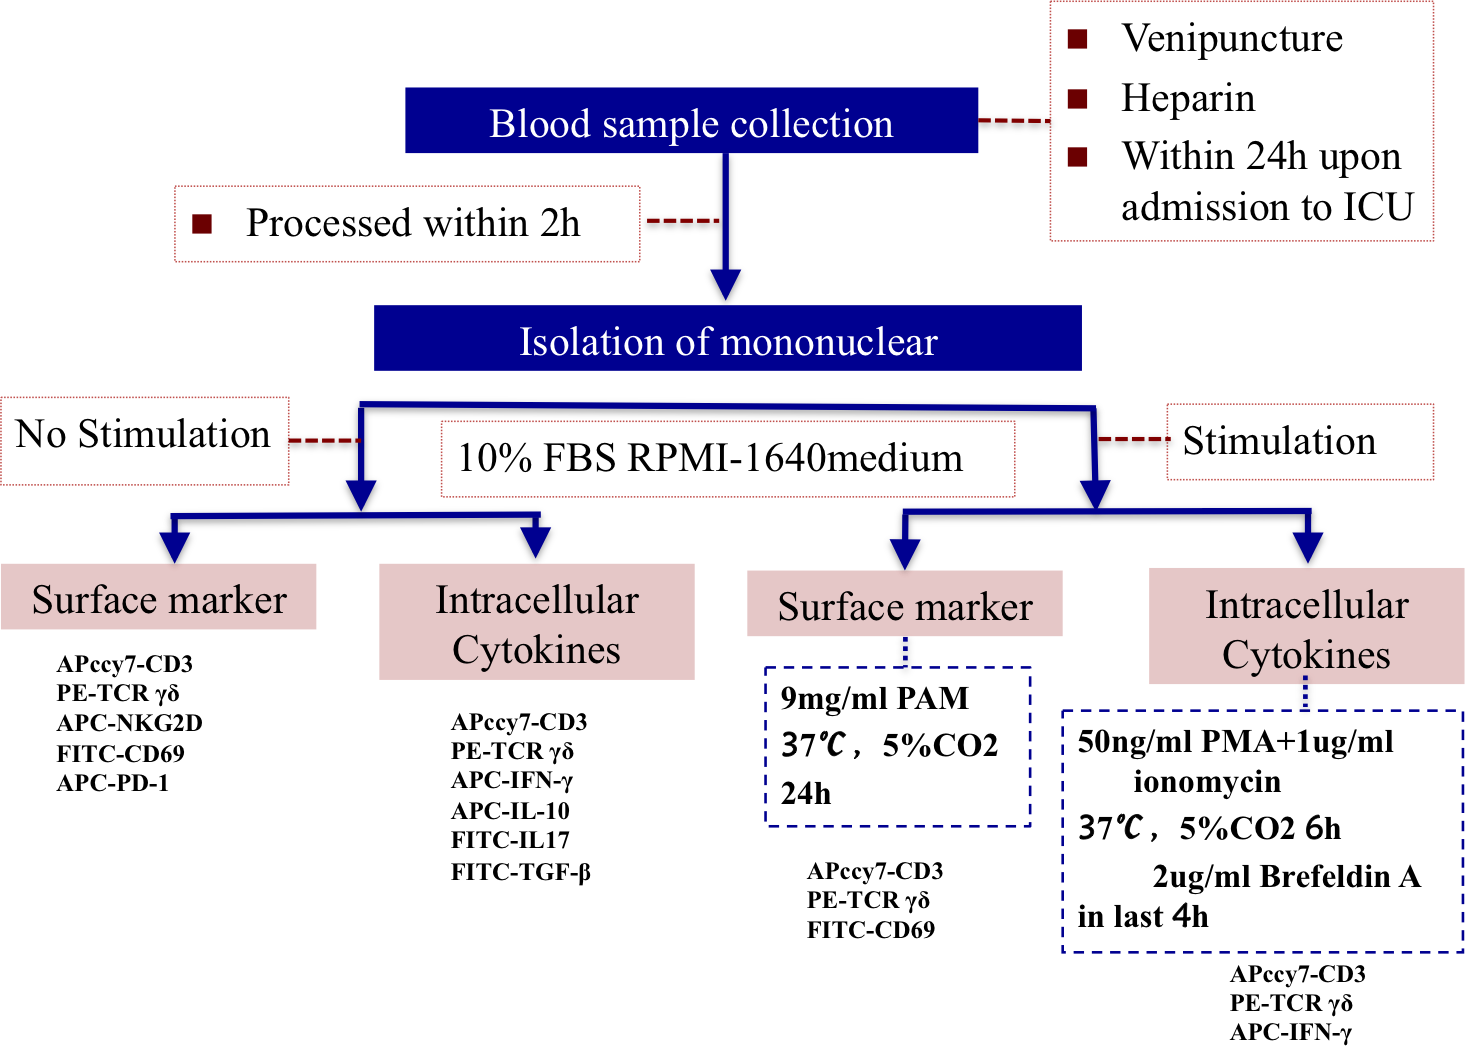 Venipuncture
Heparin
Within 24h upon
admission to ICU
Blood sample collection
Processed within 2h
Isolation of mononuclear
No Stimulation
10% FBS RPMI-1640medium
Stimulation
Surface marker
APccy7-CD3
PE-TCR γδ
APC-NKG2D
FITC-CD69
APC-PD-1
Intracellular
Cytokines
APccy7-CD3
PE-TCR γδ
APC-IFN-γ
APC-IL-10
FITC-IL17
FITC-TGF-β
Surface marker
9mg/ml PAM
37℃，5%CO2
24h
APccy7-CD3
PE-TCR γδ
FITC-CD69
Intracellular
Cytokines
50ng/ml PMA+1ug/ml
ionomycin
37℃，5%CO2 6h
2ug/ml Brefeldin A
in last 4h
APccy7-CD3
PE-TCR γδ
APC-IFN-γ